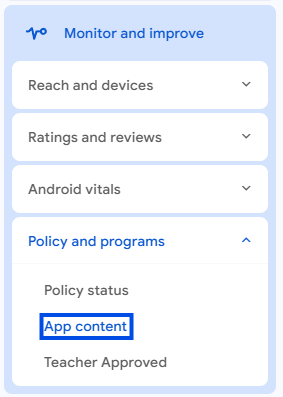 Monitor and improve
Reach and devices
Ratings and reviews
Android vitals
Policy and programs
Policy status
App content
Teacher Approved